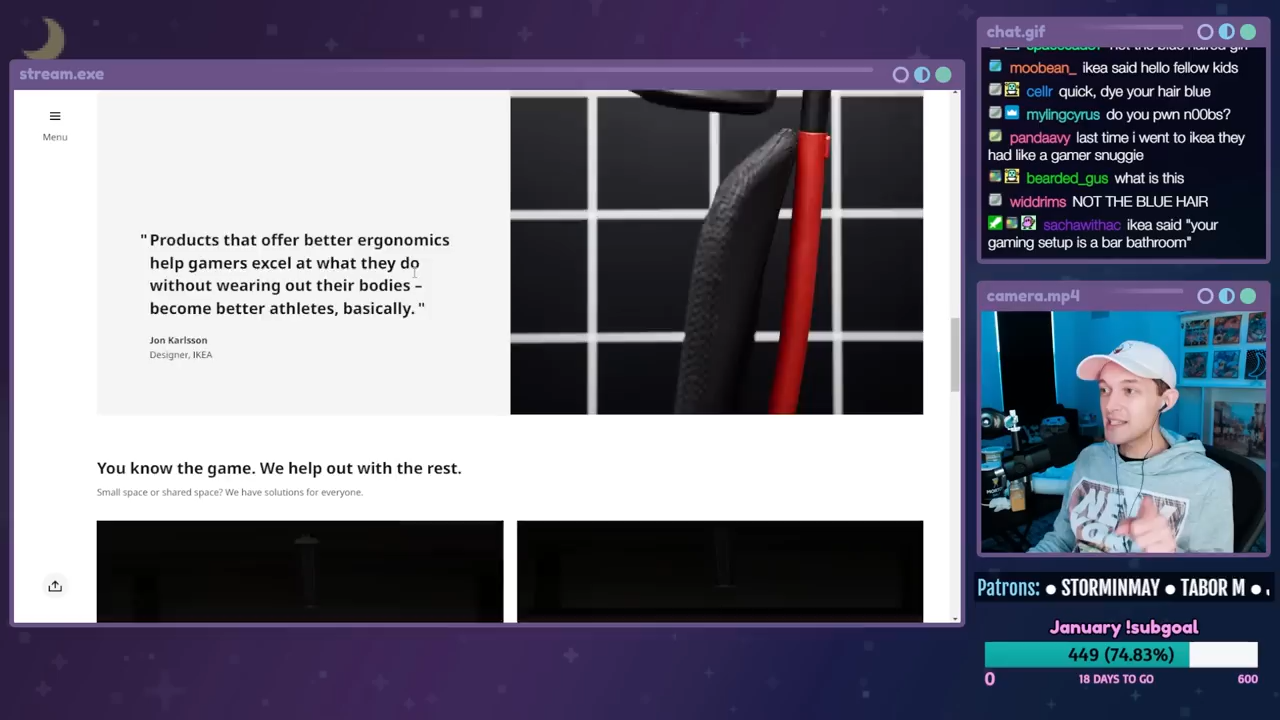 stream.exe
Menu
"Products that offer better ergonomics
help gamers excel at what they do
without wearing out their bodies –
become better athletes, basically."
Jon Karlsson
Designer, IKEA
You know the game. We help out with the rest.
Small space or shared space? We have solutions for everyone.
chat.gif
moobean_ ikea said hello fellow kids
cellr quick, dye your hair blue
mylingcyrus do you pwn n00bs?
pandaavy last time i went to ikea they
had like a gamer snuggie
bearded_gus what is this
widdrims NOT THE BLUE HAIR
sachawithac ikea said "your
gaming setup is a bar bathroom"
camera.mp4
Patrons: ● STORMINMAY ● TABOR M ●
January !subgoal
449 (74.83%)
0 18 DAYS TO GO 600